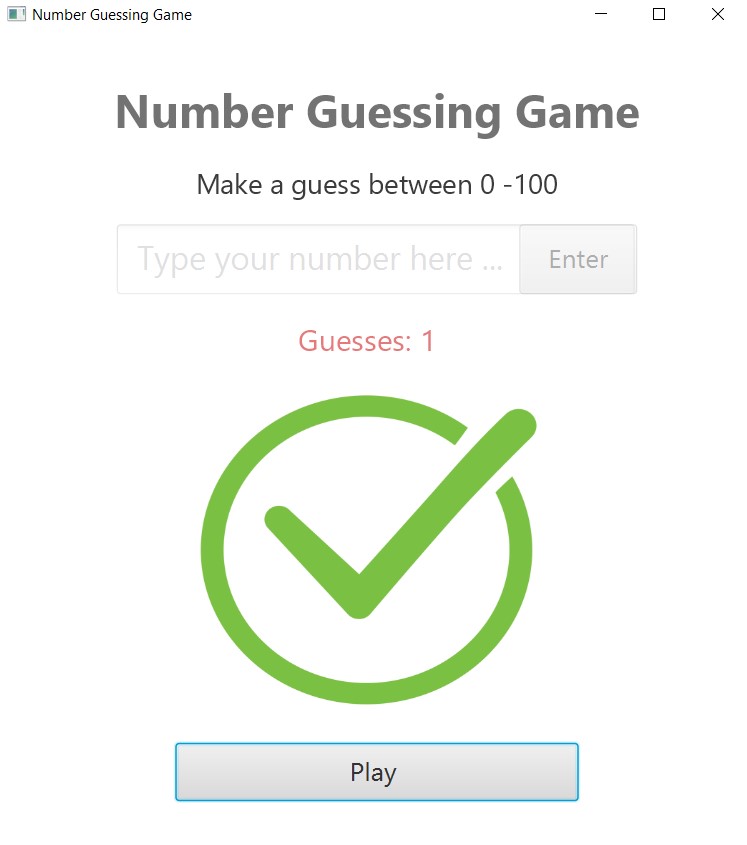 Number Guessing Game
Number Guessing Game
Make a guess between 0 -100
Type your number here ... Enter
Guesses: 1
Play